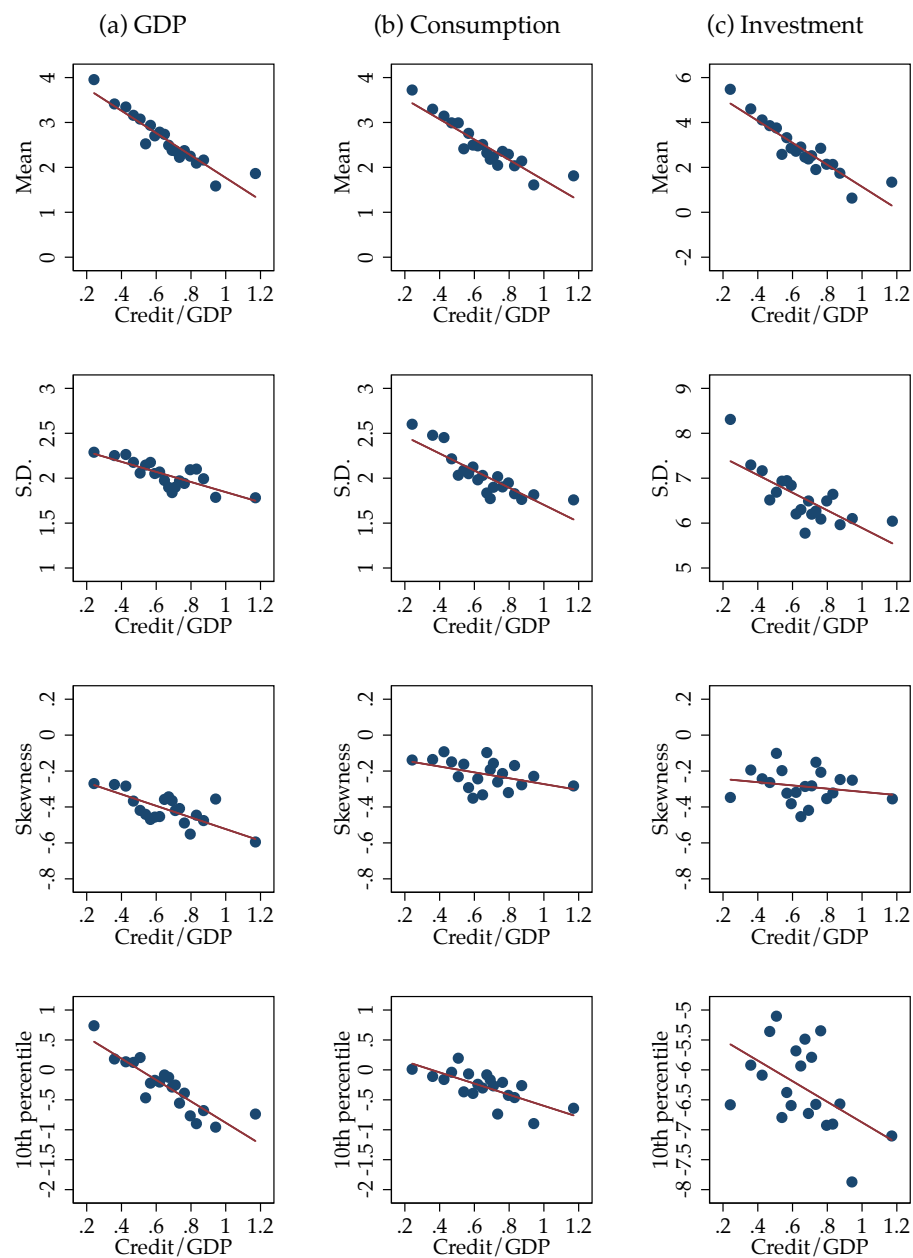 (a) GDP (b) Consumption (c) Investment
Mean
0 1 2 3 4
.2 .4 .6 .8 1 1.2
Credit/GDP
Mean
0 1 2 3 4
.2 .4 .6 .8 1 1.2
Credit/GDP
Mean
-2 0 2 4 6
.2 .4 .6 .8 1 1.2
Credit/GDP
S.D.
1 1.5 2 2.5 3
.2 .4 .6 .8 1 1.2
Credit/GDP
S.D.
1 1.5 2 2.5 3
.2 .4 .6 .8 1 1.2
Credit/GDP
S.D.
5 6 7 8 9
.2 .4 .6 .8 1 1.2
Credit/GDP
Skewness
-.8 -.6 -.4 -.2 0 .2
.2 .4 .6 .8 1 1.2
Credit/GDP
Skewness
-.8 -.6 -.4 -.2 0 .2
.2 .4 .6 .8 1 1.2
Credit/GDP
Skewness
-.8 -.6 -.4 -.2 0 .2
.2 .4 .6 .8 1 1.2
Credit/GDP
10th percentile
-2 -1.5 -1 -.5 0 .5 1
.2 .4 .6 .8 1 1.2
Credit/GDP
10th percentile
-2 -1.5 -1 -.5 0 .5 1
.2 .4 .6 .8 1 1.2
Credit/GDP
10th percentile
-8 -7.5 -7 -6.5 -6 -5.5 -5
.2 .4 .6 .8 1 1.2
Credit/GDP